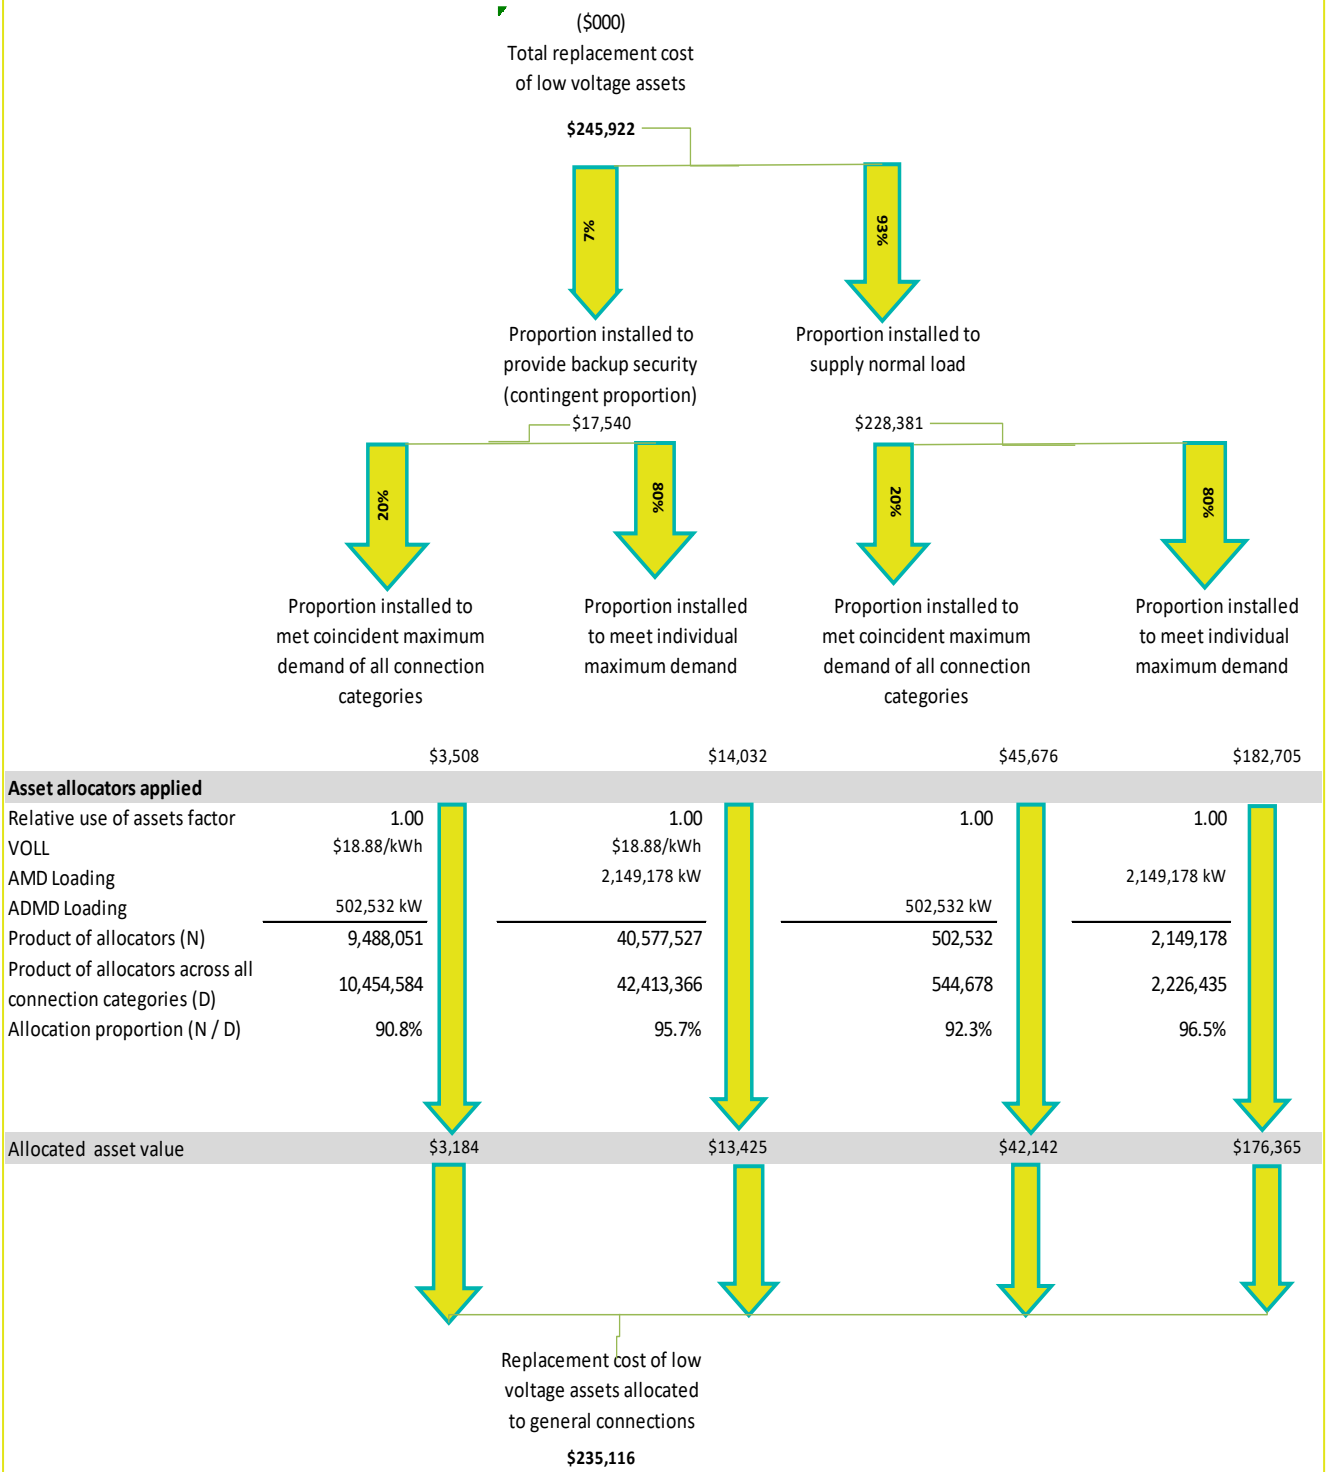 ($000)
Total replacement cost
of low voltage assets
$245,922
7%
93%
Proportion installed to
provide backup security
(contingent proportion)
$17,540
Proportion installed to
supply normal load
$228,381
20%
80%
20%
80%
Proportion installed to
met coincident maximum
demand of all connection
categories
Proportion installed
to meet individual
maximum demand
Proportion installed to
met coincident maximum
demand of all connection
categories
Proportion installed
to meet individual
maximum demand
$3,508 $14,032 $45,676 $182,705
Asset allocators applied
Relative use of assets factor 1.00 1.00 1.00 1.00
VOLL $18.88/kWh $18.88/kWh
AMD Loading 2,149,178 kW 2,149,178 kW
ADMD Loading 502,532 kW 502,532 kW
Product of allocators (N) 9,488,051 40,577,527 502,532 2,149,178
Product of allocators across all
connection categories (D) 10,454,584 42,413,366 544,678 2,226,435
Allocation proportion (N / D) 90.8% 95.7% 92.3% 96.5%
Allocated asset value $3,184 $13,425 $42,142 $176,365
Replacement cost of low
voltage assets allocated
to general connections
$235,116